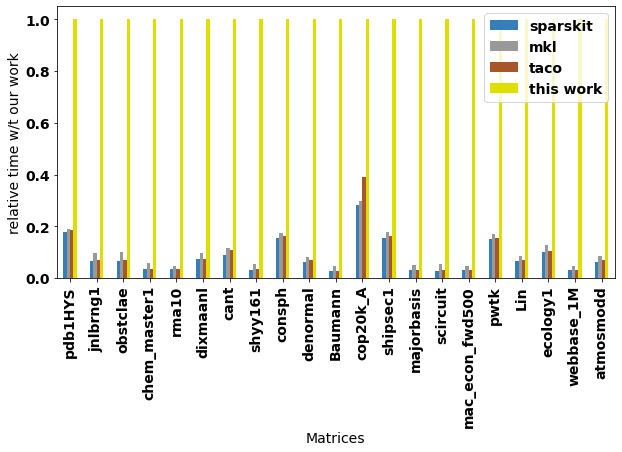 relative time w/t our work
1.0
0.8
0.6
0.4
0.2
0.0
sparskit
mkl
taco
this work
pdb1HYS
jnlbrng1
obstclae
chem_master1
rma10
dixmaanl
cant
shyy161
consph
denormal
Baumann
cop20k_A
shipsec1
majorbasis
scircuit
mac_econ_fwd500
pwtk
Lin
ecology1
webbase_1M
atmosmodd
Matrices